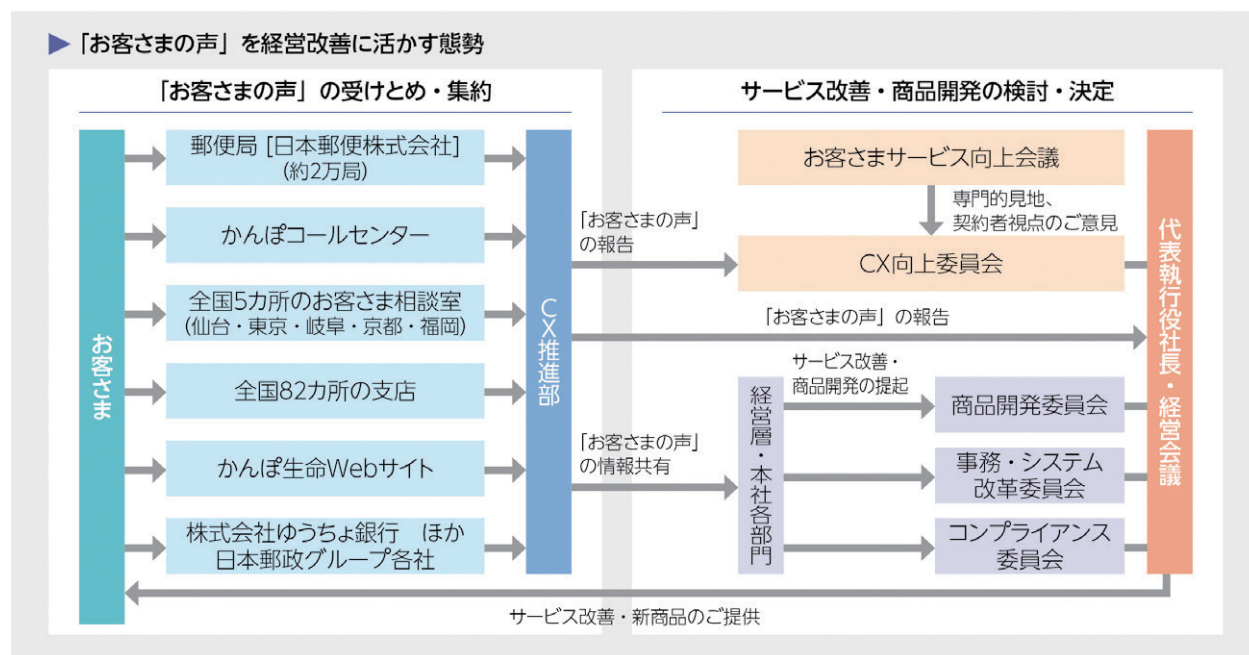 ▶「お客さまの声」を経営改善に活かす態勢
「お客さまの声」の受けとめ・集約
お客さま
郵便局 [日本郵便株式会社]
(約2万局)
かんぽコールセンター
全国5カ所のお客さま相談室
(仙台・東京・岐阜・京都・福岡)
全国82カ所の支店
かんぽ生命Webサイト
株式会社ゆうちょ銀行　ほか
日本郵政グループ各社
CX推進部
「お客さまの声」
の報告
「お客さまの声」
の情報共有
サービス改善・商品開発の検討・決定
お客さまサービス向上会議
専門的見地、
契約者視点のご意見
CX向上委員会
「お客さまの声」の報告
経営層・本社各部門
サービス改善・
商品開発の提起
商品開発委員会
事務・システム
改革委員会
コンプライアンス
委員会
代表執行役社長・経営会議
サービス改善・新商品のご提供